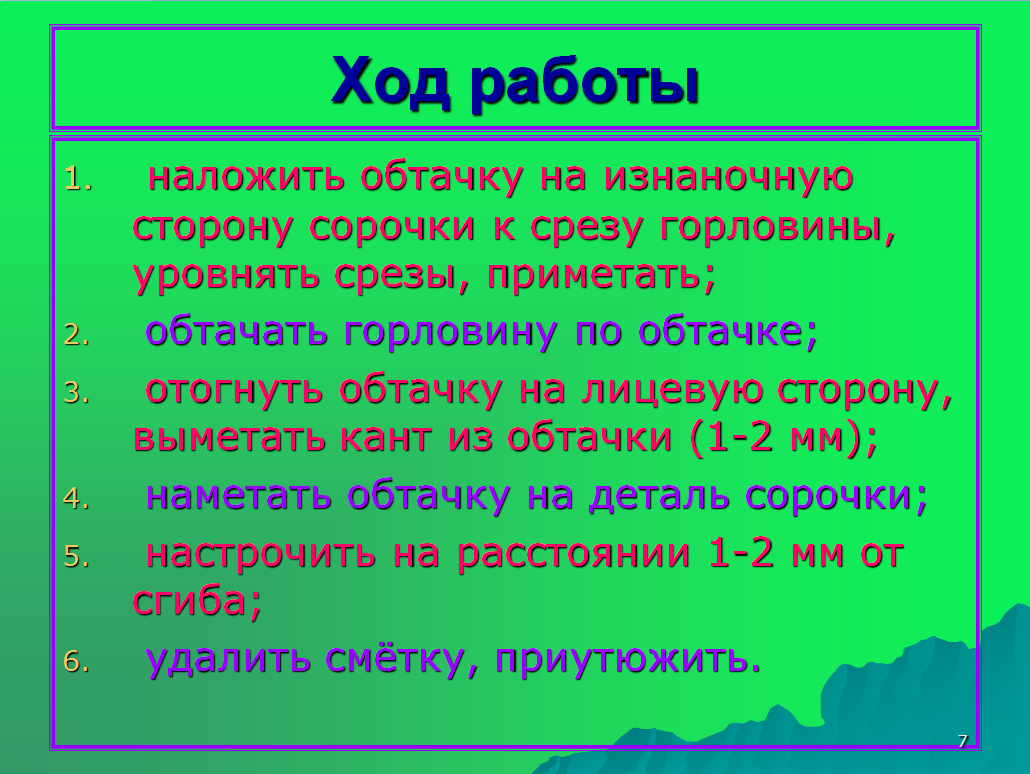 Ход работы
1. наложить обтачку на изнаночную
сторону сорочки к срезу горловины,
уровнять срезы, приметать;
2. обтачать горловину по обтачке;
3. отогнуть обтачку на лицевую сторону,
выметать кант из обтачки (1-2 мм);
4. наметать обтачку на деталь сорочки;
5. настрочить на расстоянии 1-2 мм от
сгиба;
6. удалить смётку, приутюжить.
7